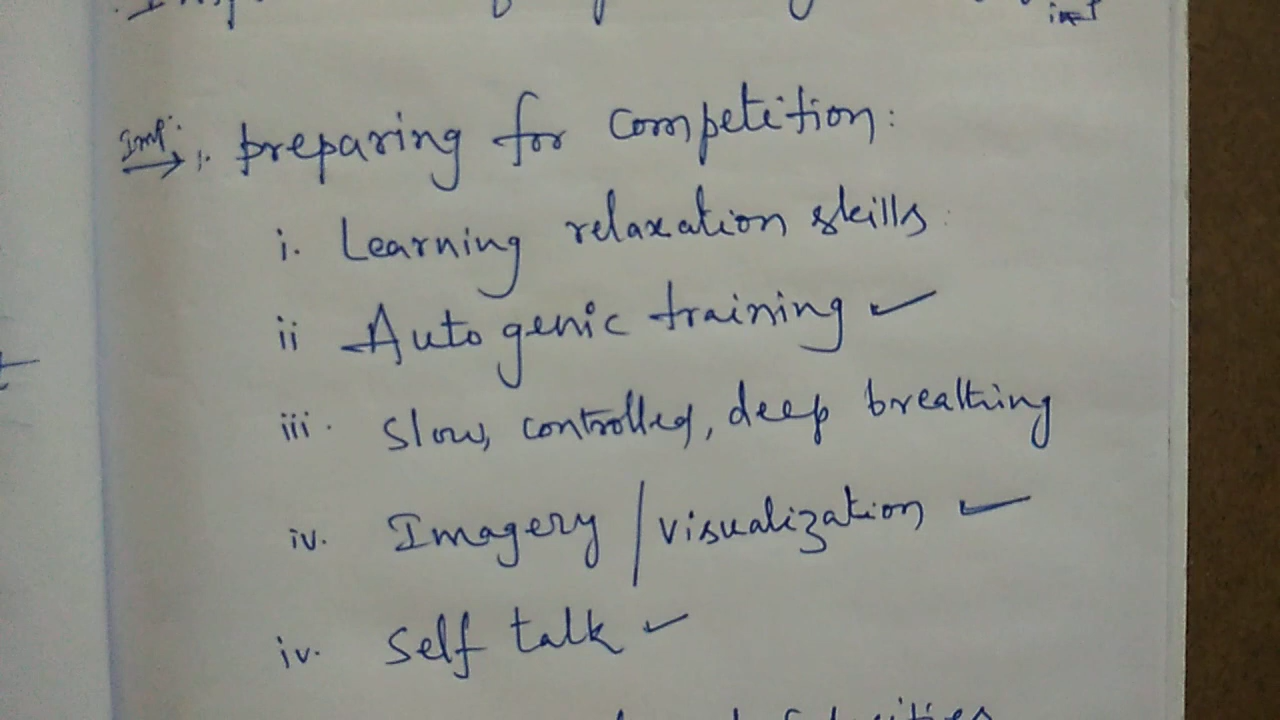 Imp. → 1. preparing for competition:
i. Learning relaxation skills
ii Autogenic training ✓
iii. slow, controlled, deep breathing
iv. Imagery / visualization ✓
iv. Self talk ✓